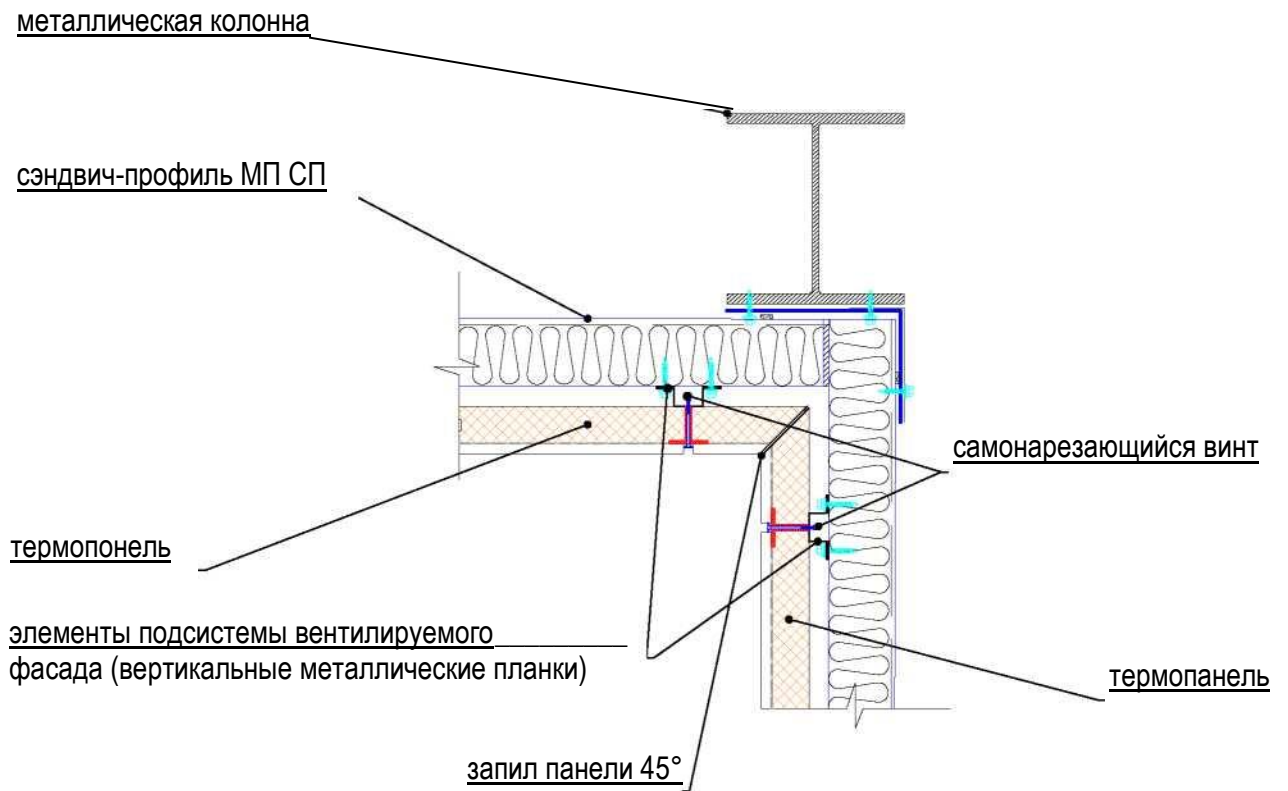 металлическая колонна
сэндвич-профиль МП СП
самонарезающийся винт
термопонель
элементы подсистемы вентилируемого
фасада (вертикальные металлические планки)
термопанель
запил панели 45°